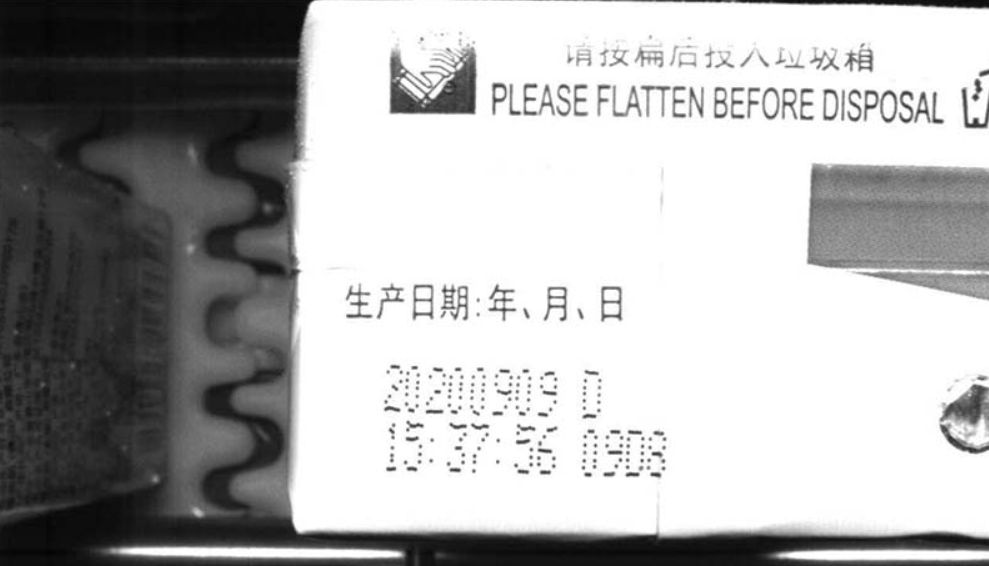 请按扁后投入垃圾箱
PLEASE FLATTEN BEFORE DISPOSAL
生产日期:年、月、日
20200909 D
15:37:56 09DB